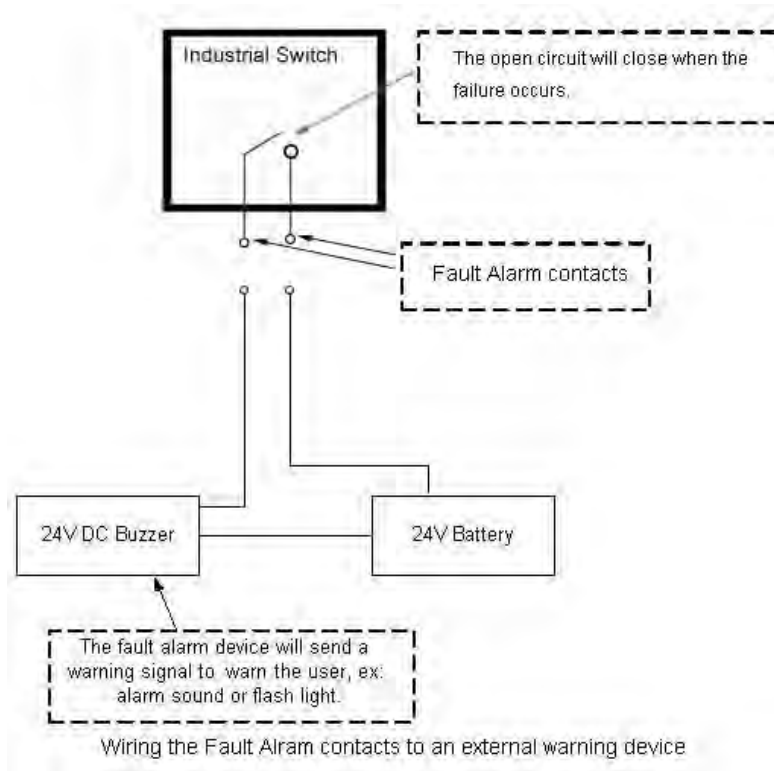 Industrial Switch
The open circuit will close when the
failure occurs.
Fault Alarm contacts
24V DC Buzzer
24V Battery
The fault alarm device will send a
warning signal to warn the user, ex:
alarm sound or flash light.
Wiring the Fault Alram contacts to an external warning device